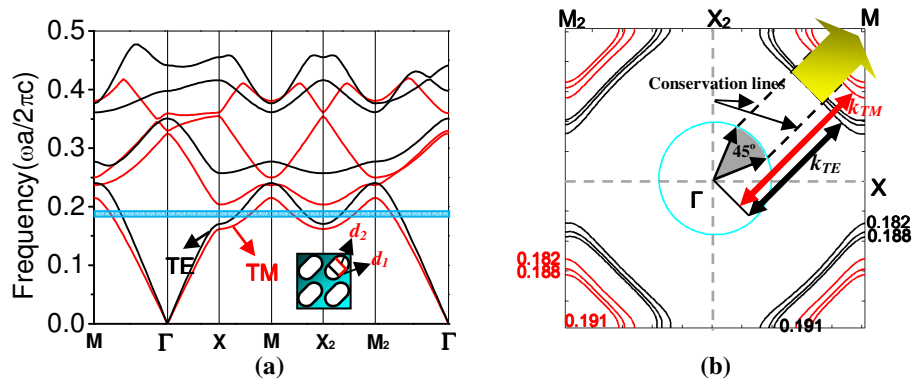 Frequency(ωa/2πc)
0.5
0.4
0.3
0.2
0.1
0.0
TE
TM
d2
d1
M Γ X M X2 M2 Γ
(a)
M2 X2 M
Conservation lines
kTM
45°
kTE
Γ
X
0.182
0.188
0.191
0.182
0.188
0.191
(b)